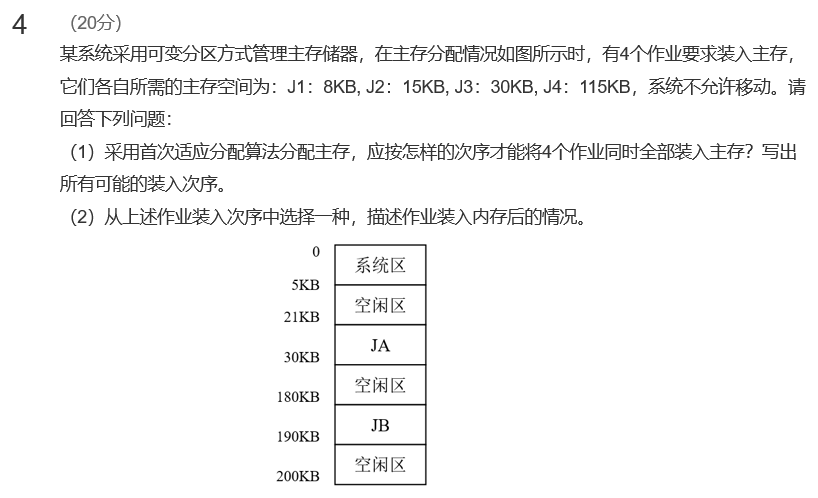 4 （20分）
某系统采用可变分区方式管理主存储器，在主存分配情况如图所示时，有4个作业要求装入主存，
它们各自所需的主存空间为：J1：8KB, J2：15KB, J3：30KB, J4：115KB，系统不允许移动。请
回答下列问题：
（1）采用首次适应分配算法分配主存，应按怎样的次序才能将4个作业同时全部装入主存？写出
所有可能的装入次序。
（2）从上述作业装入次序中选择一种，描述作业装入内存后的情况。
0
系统区
5KB
空闲区
21KB
JA
30KB
空闲区
180KB
JB
190KB
空闲区
200KB